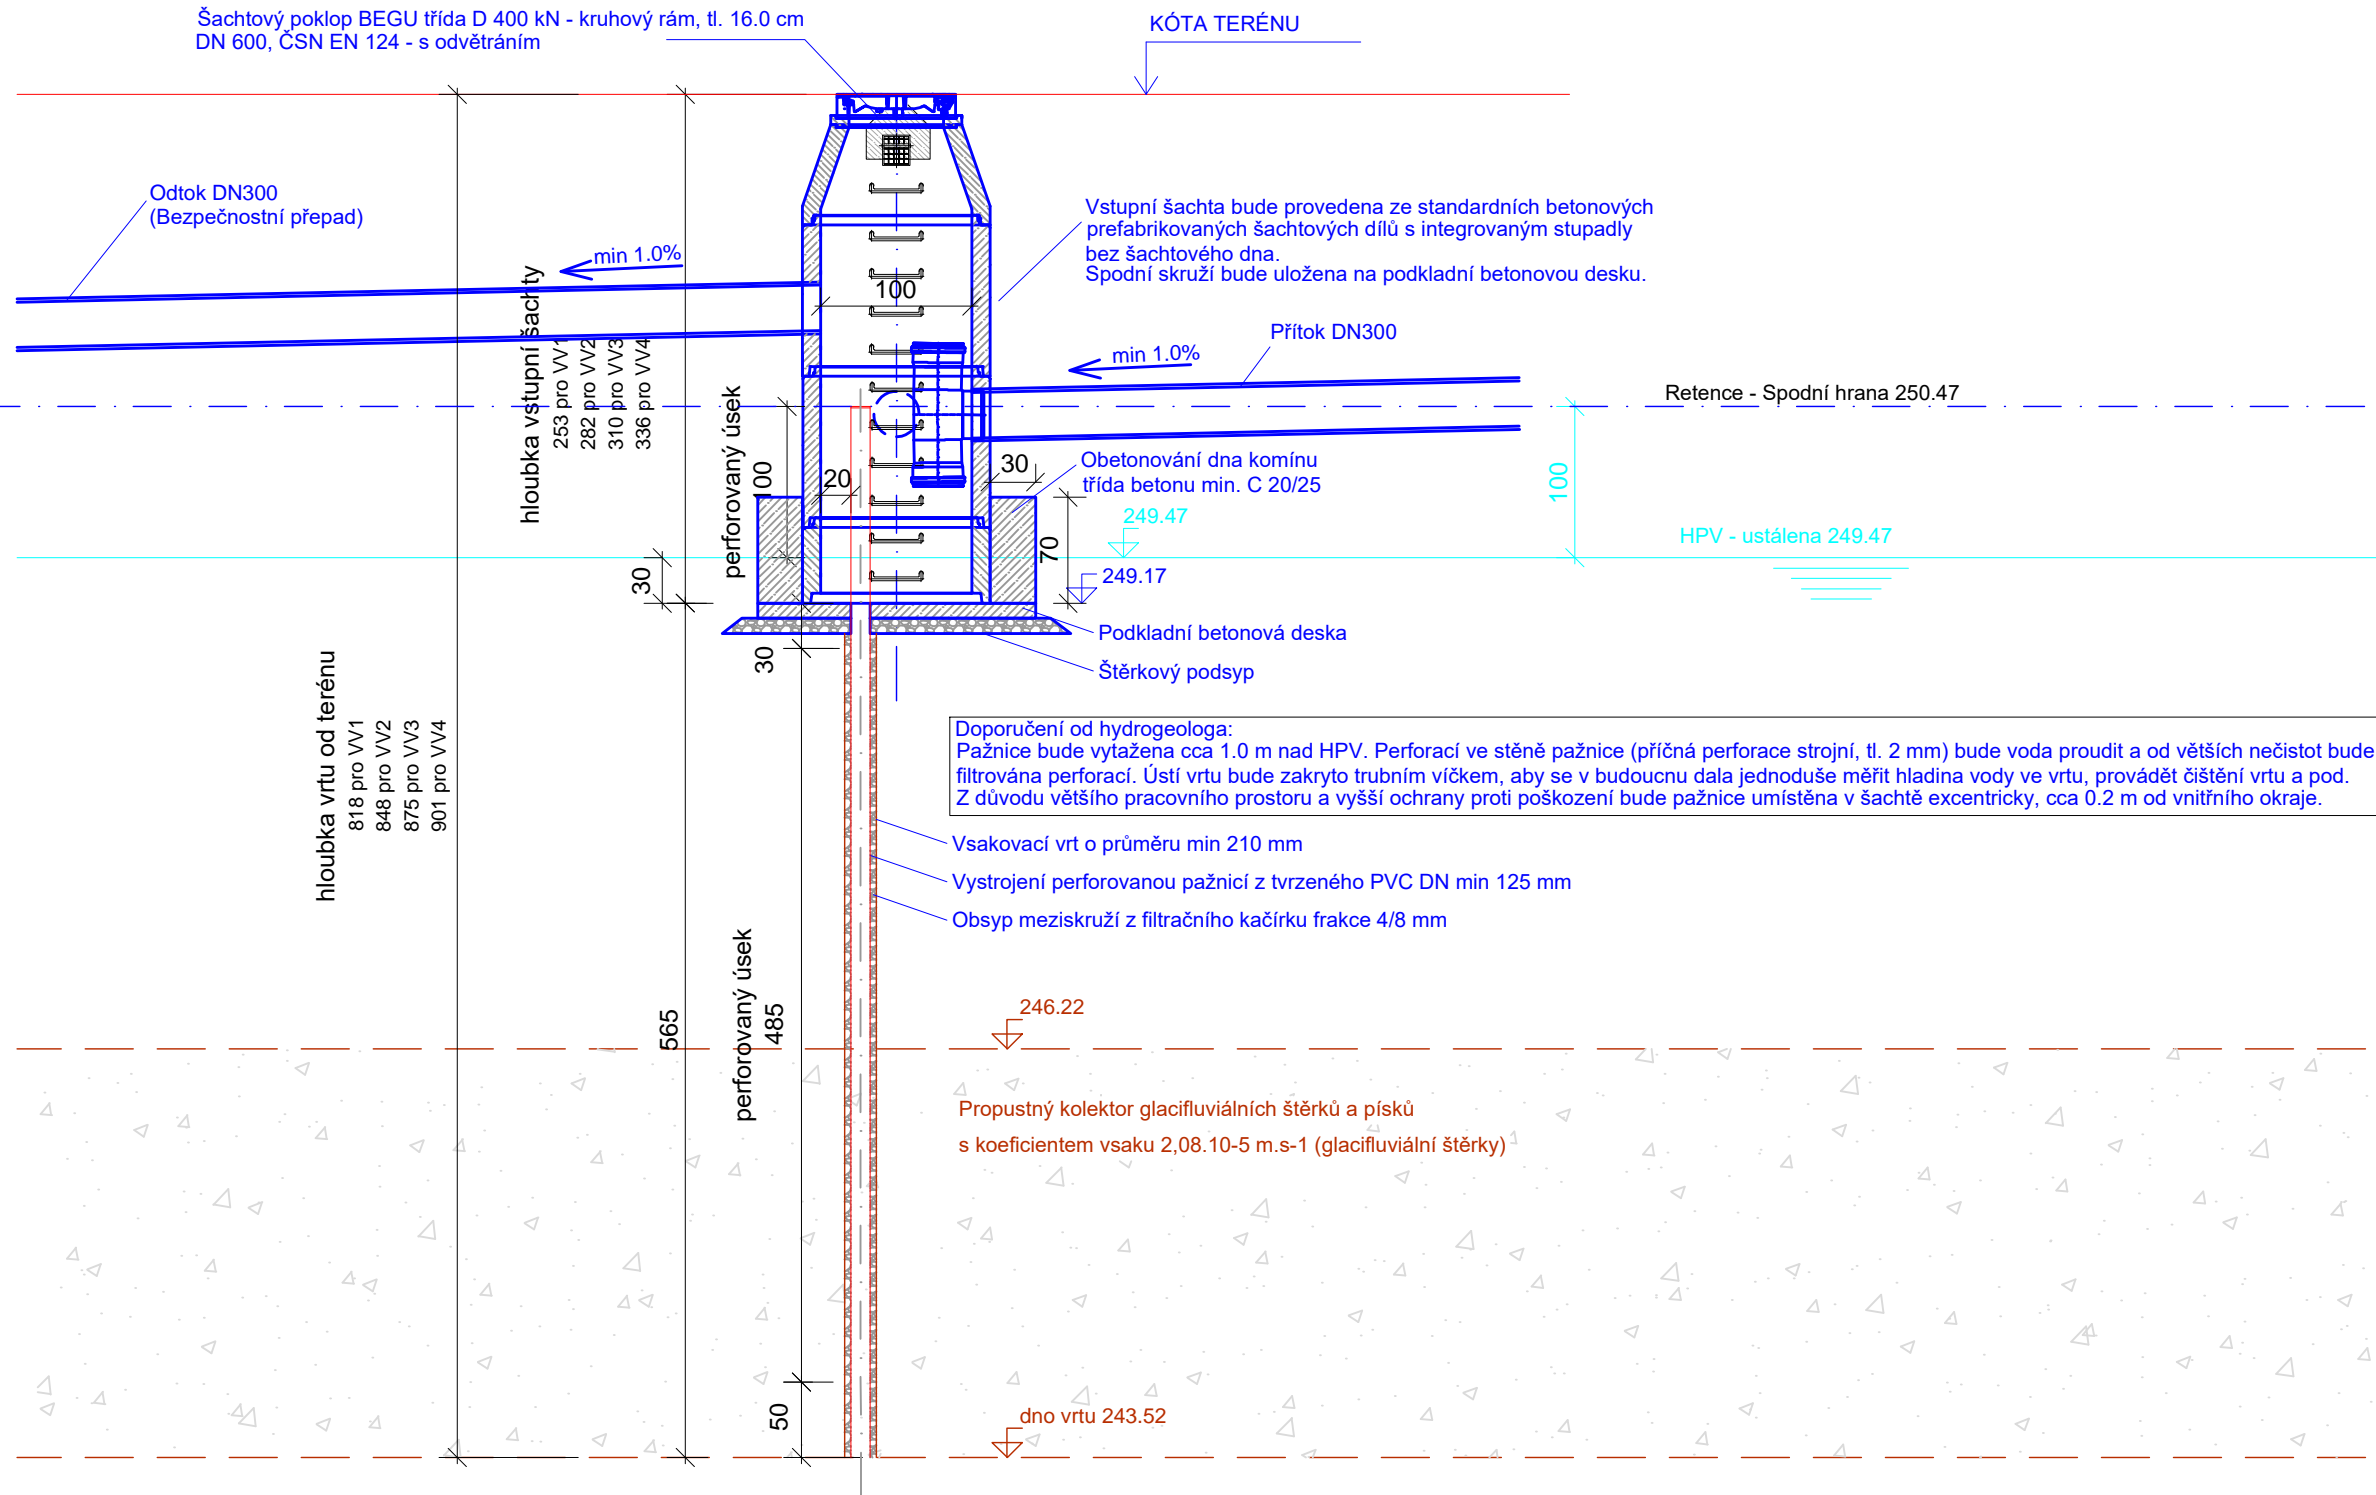 Šachtový poklop BEGU třída D 400 kN - kruhový rám, tl. 16.0 cm
DN 600, ČSN EN 124 - s odvětráním
KÓTA TERÉNU
Odtok DN300
(Bezpečnostní přepad)
min 1.0%
Vstupní šachta bude provedena ze standardních betonových
prefabrikovaných šachtových dílů s integrovaným stupadly
bez šachtového dna.
Spodní skruží bude uložena na podkladní betonovou desku.
100
Přítok DN300
min 1.0%
hloubka vstupní šachty
253 pro VV1
282 pro VV2
310 pro VV3
336 pro VV4
Retence - Spodní hrana 250.47
perforovaný úsek
100
20
30
Obetonování dna komínu
třída betonu min. C 20/25
100
249.47
HPV - ustálena 249.47
70
30
249.17
Podkladní betonová deska
30
Štěrkový podsyp
hloubka vrtu od terénu
818 pro VV1
848 pro VV2
875 pro VV3
901 pro VV4
Doporučení od hydrogeologa:
Pažnice bude vytažena cca 1.0 m nad HPV. Perforací ve stěně pažnice (příčná perforace strojní, tl. 2 mm) bude voda proudit a od větších nečistot bude
filtrována perforací. Ústí vrtu bude zakryto trubním víčkem, aby se v budoucnu dala jednoduše měřit hladina vody ve vrtu, provádět čištění vrtu a pod.
Z důvodu většího pracovního prostoru a vyšší ochrany proti poškození bude pažnice umístěna v šachtě excentricky, cca 0.2 m od vnitřního okraje.
Vsakovací vrt o průměru min 210 mm
Vystrojení perforovanou pažnicí z tvrzeného PVC DN min 125 mm
Obsyp meziskruží z filtračního kačírku frakce 4/8 mm
565
perforovaný úsek
485
246.22
Propustný kolektor glacifluviálních štěrků a písků
s koeficientem vsaku 2,08.10-5 m.s-1 (glacifluviální štěrky)
50
dno vrtu 243.52